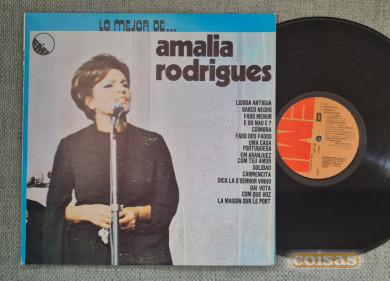 LO MEJOR DE...
amalia
rodrigues
LISBOA ANTIGUA
BARCO NEGRO
FADO MENOR
E OU NAO E ?
COIMBRA
FADO DOS FADOS
UMA CASA
PORTUGUESA
EM ARANJUEZ
COM TEU AMOR
SOLIDAO
CARMENCITA
OICA LA O'SENHOR VINHO
GAI VOTA
COM QUE VOZ
LA MAISON SUR LE PORT
EMI
coisas